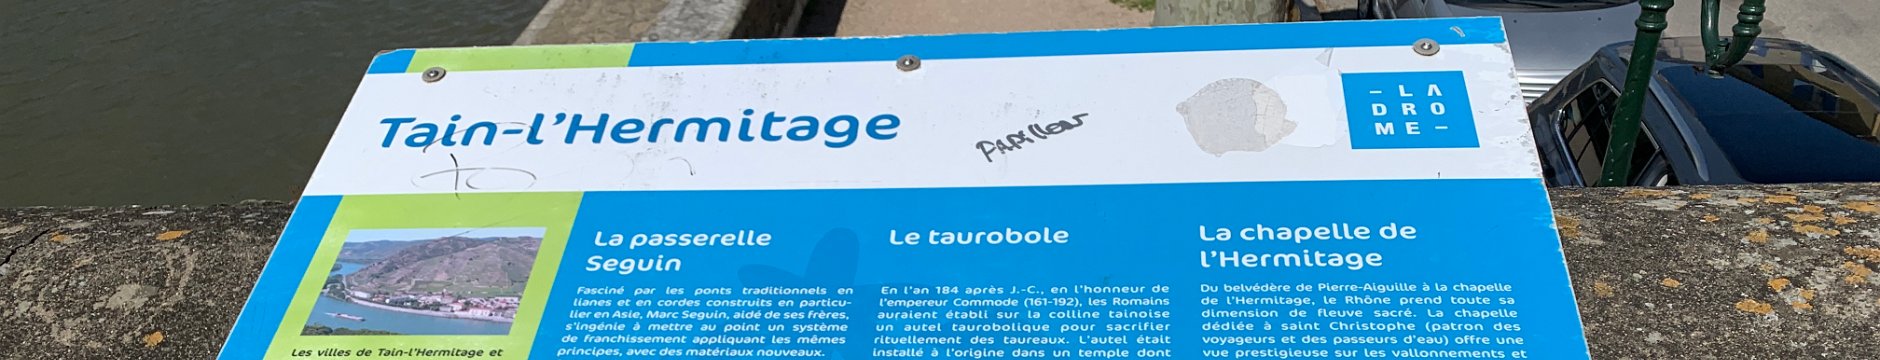 Tain-l'Hermitage
Papilleur
– LA
DRO
ME –
La passerelle
Seguin
Fasciné par les ponts traditionnels en
lianes et en cordes construits en particu-
lier en Asie, Marc Seguin, aidé de ses frères,
s'ingénie à mettre au point un système
de franchissement appliquant les mêmes
principes, avec des matériaux nouveaux.
Le taurobole
En l'an 184 après J.-C., en l'honneur de
l'empereur Commode (161-192), les Romains
auraient établi sur la colline tainoise
un autel taurobolique pour sacrifier
rituellement des taureaux. L'autel était
installé à l'origine dans un temple dont
La chapelle de
l'Hermitage
Du belvédère de Pierre-Aiguille à la chapelle
de l'Hermitage, le Rhône prend toute sa
dimension de fleuve sacré. La chapelle
dédiée à saint Christophe (patron des
voyageurs et des passeurs d'eau) offre une
vue prestigieuse sur les vallonnements et
Les villes de Tain-l'Hermitage et